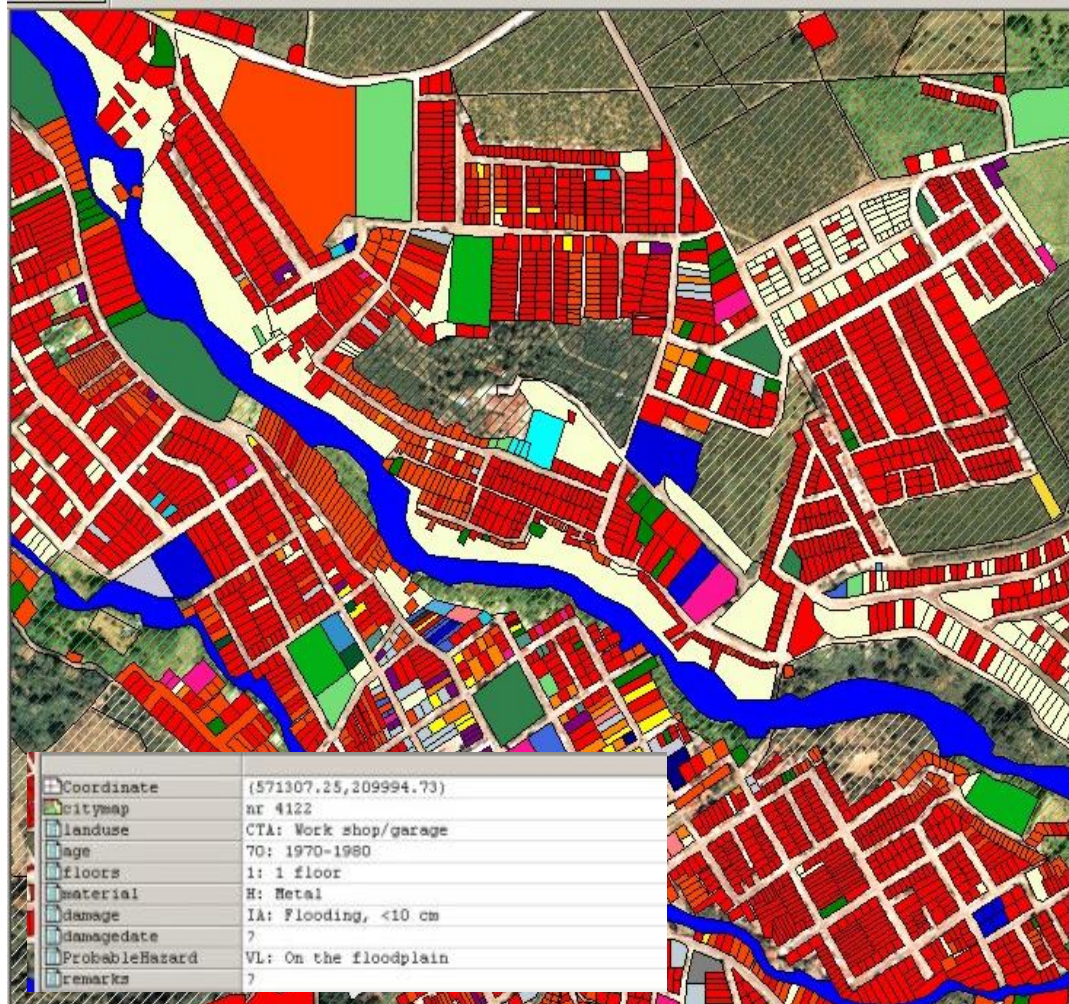 Coordinate (571307.25,209994.73)
citymap nr 4122
landuse CTA: Work shop/garage
age 70: 1970-1980
floors 1: 1 floor
material H: Metal
damage IA: Flooding, <10 cm
damagedate ?
ProbableHazard VL: On the floodplain
remarks ?